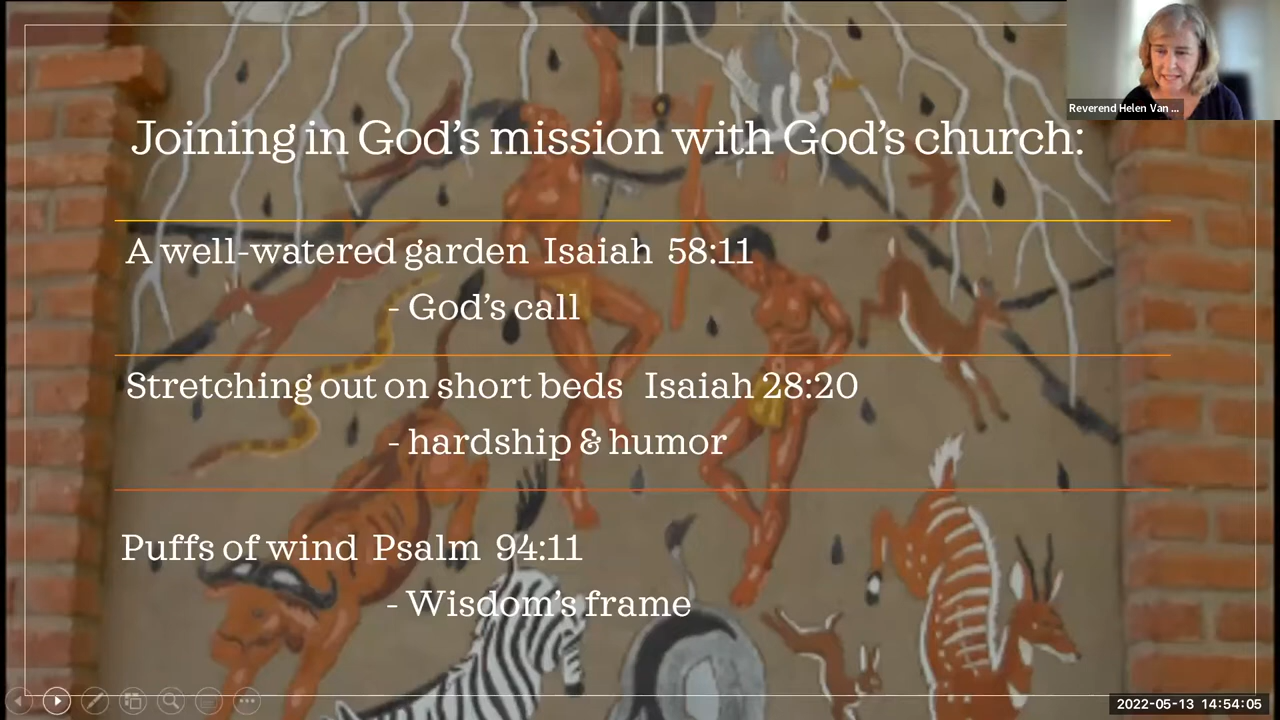 Reverend Helen Van ...
Joining in God's mission with God's church:
A well-watered garden Isaiah 58:11
- God's call
Stretching out on short beds Isaiah 28:20
- hardship & humor
Puffs of wind Psalm 94:11
- Wisdom's frame
2022-05-13 14:54:05